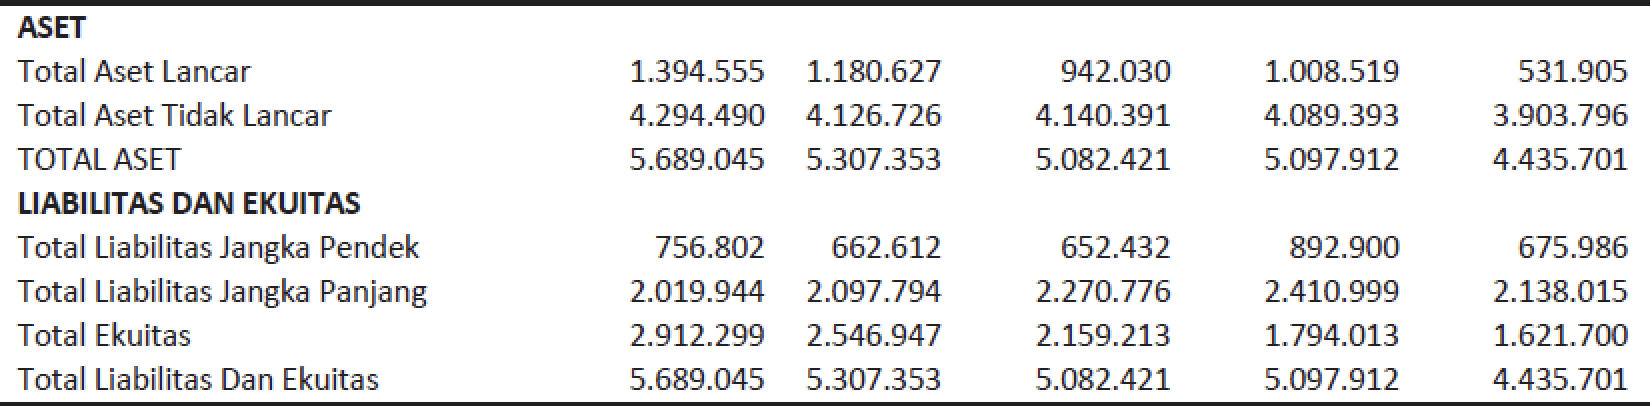 ASET
Total Aset Lancar 1.394.555 1.180.627 942.030 1.008.519 531.905
Total Aset Tidak Lancar 4.294.490 4.126.726 4.140.391 4.089.393 3.903.796
TOTAL ASET 5.689.045 5.307.353 5.082.421 5.097.912 4.435.701
LIABILITAS DAN EKUITAS
Total Liabilitas Jangka Pendek 756.802 662.612 652.432 892.900 675.986
Total Liabilitas Jangka Panjang 2.019.944 2.097.794 2.270.776 2.410.999 2.138.015
Total Ekuitas 2.912.299 2.546.947 2.159.213 1.794.013 1.621.700
Total Liabilitas Dan Ekuitas 5.689.045 5.307.353 5.082.421 5.097.912 4.435.701